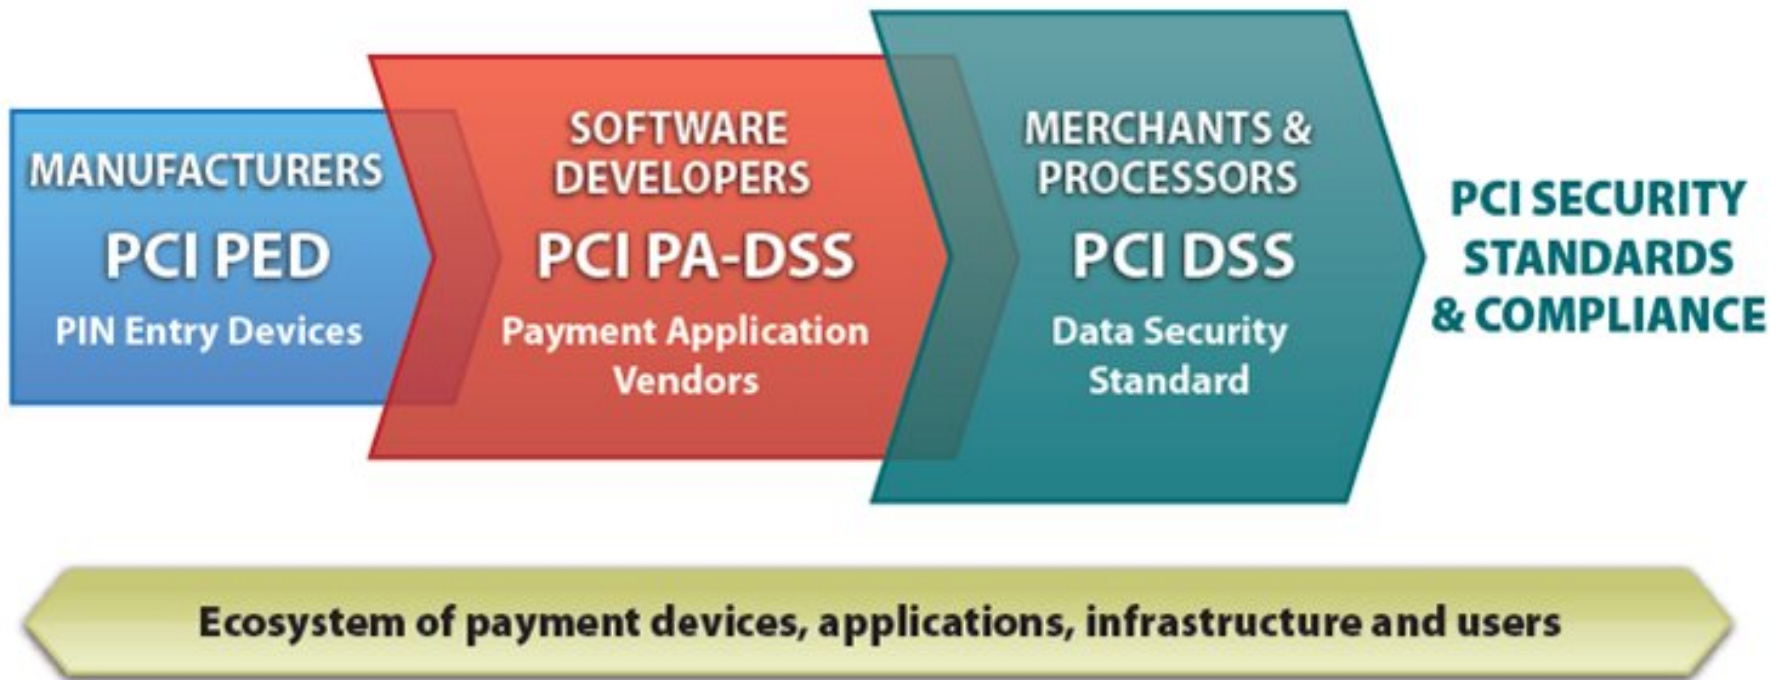 MANUFACTURERS
PCI PED
PIN Entry Devices
SOFTWARE
DEVELOPERS
PCI PA-DSS
Payment Application
Vendors
MERCHANTS &
PROCESSORS
PCI DSS
Data Security
Standard
PCI SECURITY
STANDARDS
& COMPLIANCE
Ecosystem of payment devices, applications, infrastructure and users